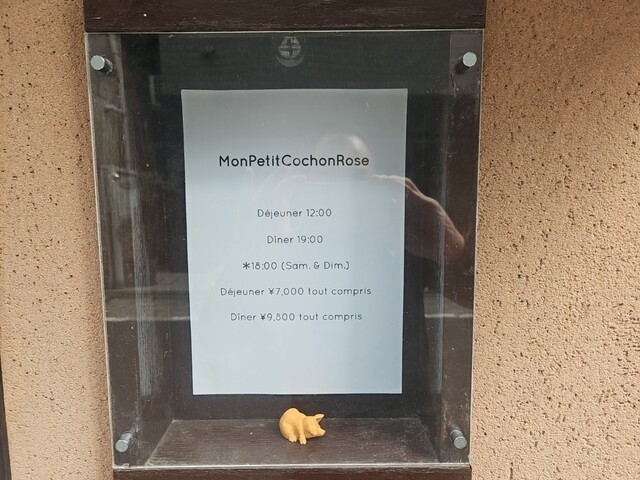 MonPetitCochonRose
Déjeuner 12:00
Dîner 19:00
*18:00 (Sam. & Dim.)
Déjeuner ¥7,000 tout compris
Dîner ¥9,800 tout compris